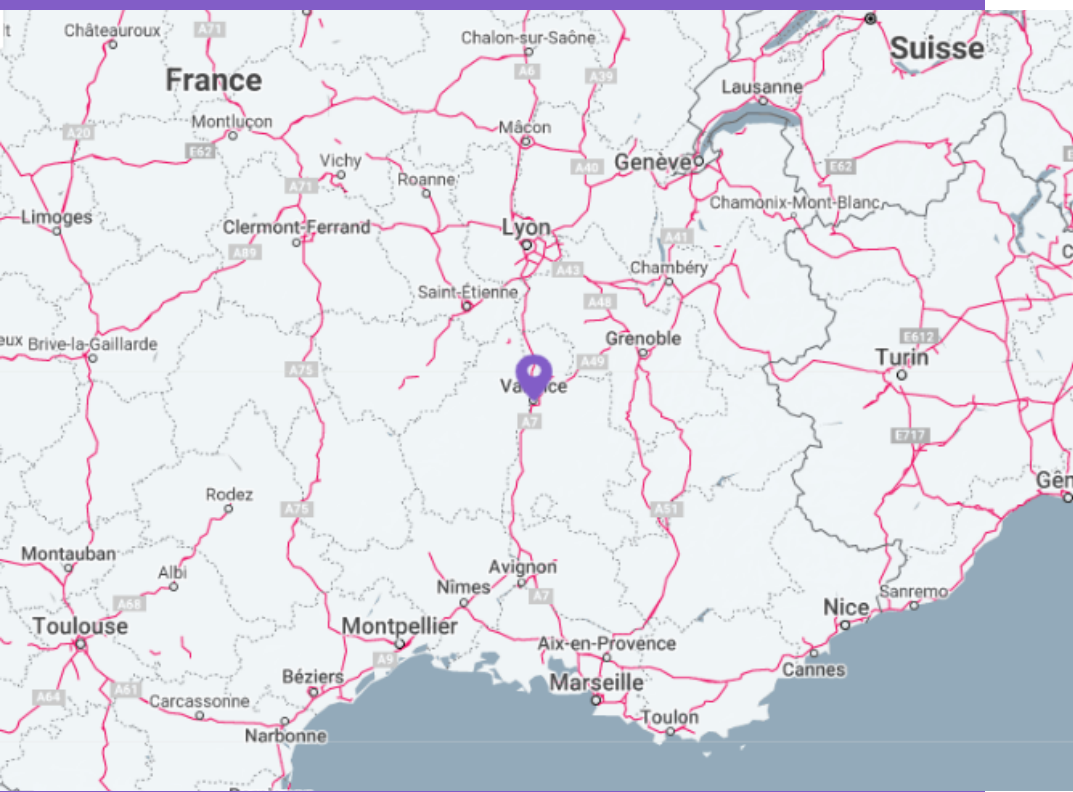 lt
Châteauroux
A71
Chalon-sur-Saône
Suisse
France
A6
A39
Lausanne
Montluçon
A20
E62
Mâcon
Vichy
Genève
A40
E62
A71
Roanne
Chamonix-Mont-Blanc
Limoges
Clermont-Ferrand
Lyon
A41
A89
A43
Chambéry
Saint-Étienne
A48
eux
Brive-la-Gaillarde
Grenoble
E612
Turin
A75
A49
A7
E717
Gên
Rodez
A75
A51
Montauban
Albi
Avignon
Nîmes
A7
Sanremo
A68
Nice
Toulouse
Montpellier
Aix-en-Provence
A9
Cannes
Béziers
Marseille
A64
A61
Carcassonne
Toulon
Narbonne